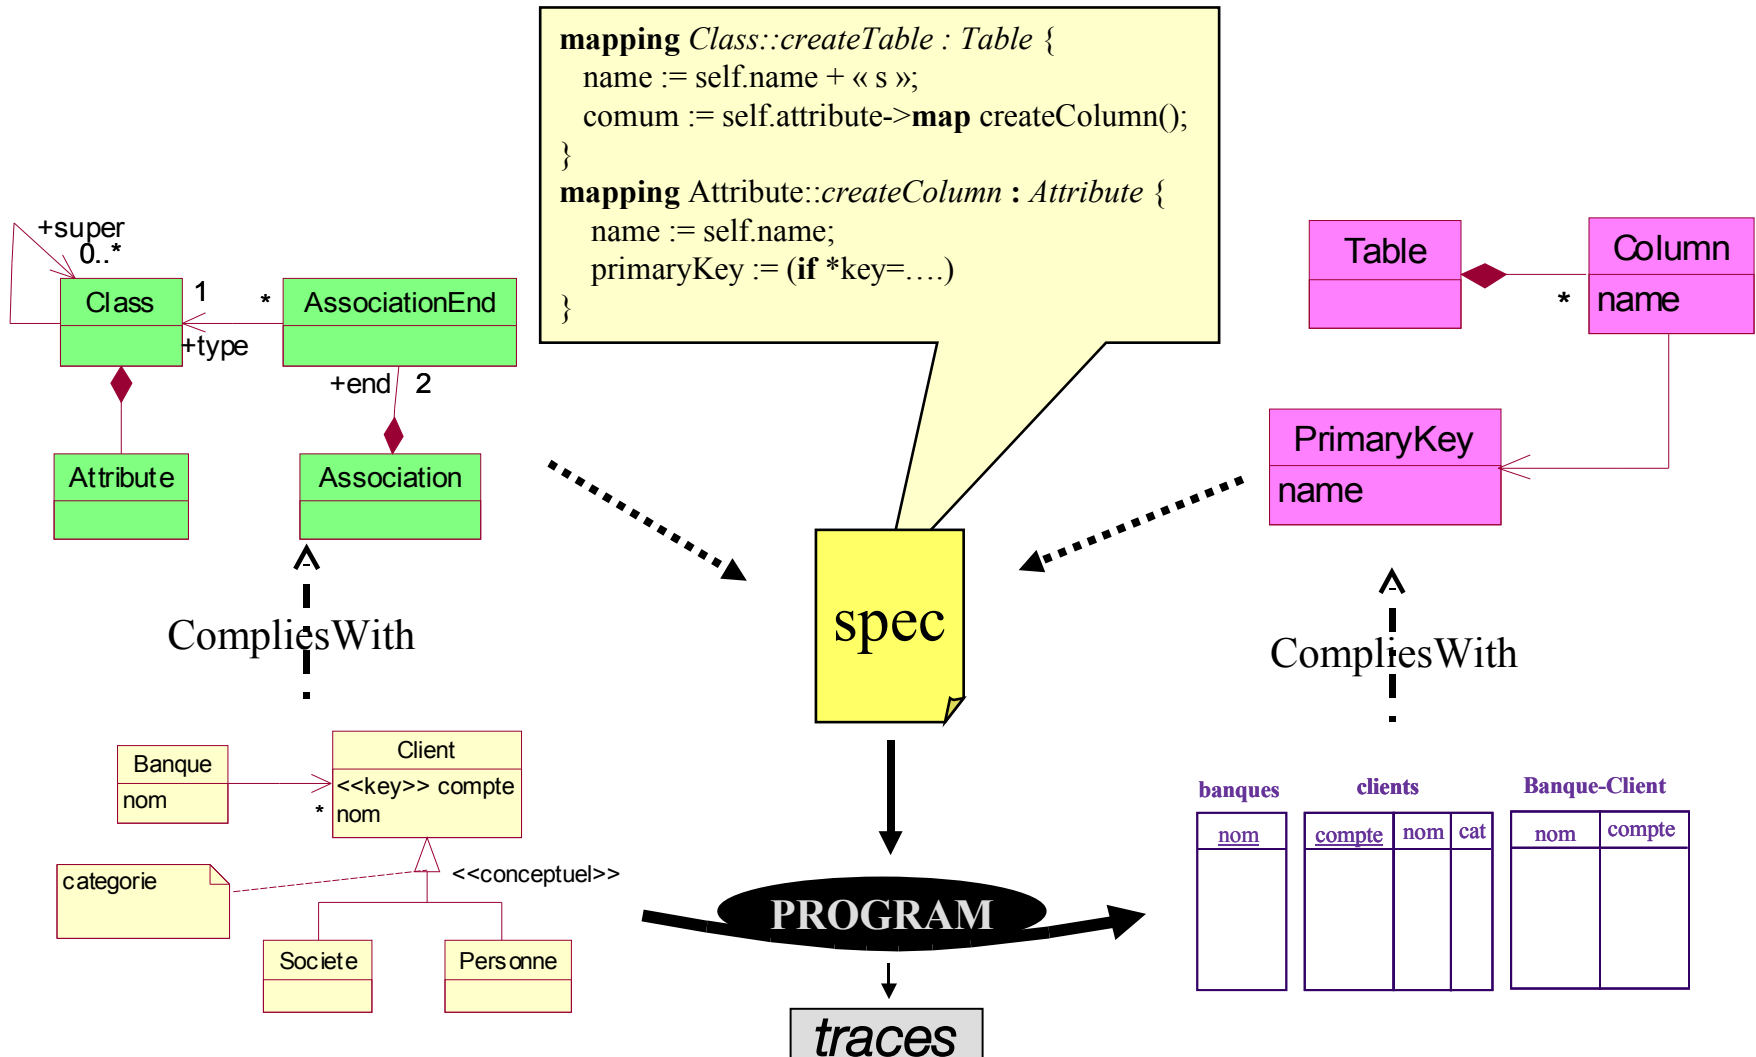 mapping Class::createTable : Table {
name := self.name + « s »;
comum := self.attribute->map createColumn();
}
mapping Attribute::createColumn : Attribute {
name := self.name;
primaryKey := (if *key=….)
}
+super
0..*
Class
1
*
AssociationEnd
+type
+end
2
Attribute
Association
Table
*
Column
name
PrimaryKey
name
CompliesWith
spec
CompliesWith
Banque
nom
*
Client
<<key>> compte
nom
categorie
<<conceptuel>>
Societe
Personne
PROGRAM
traces
banques
nom
clients
compte
nom
cat
Banque-Client
nom
compte